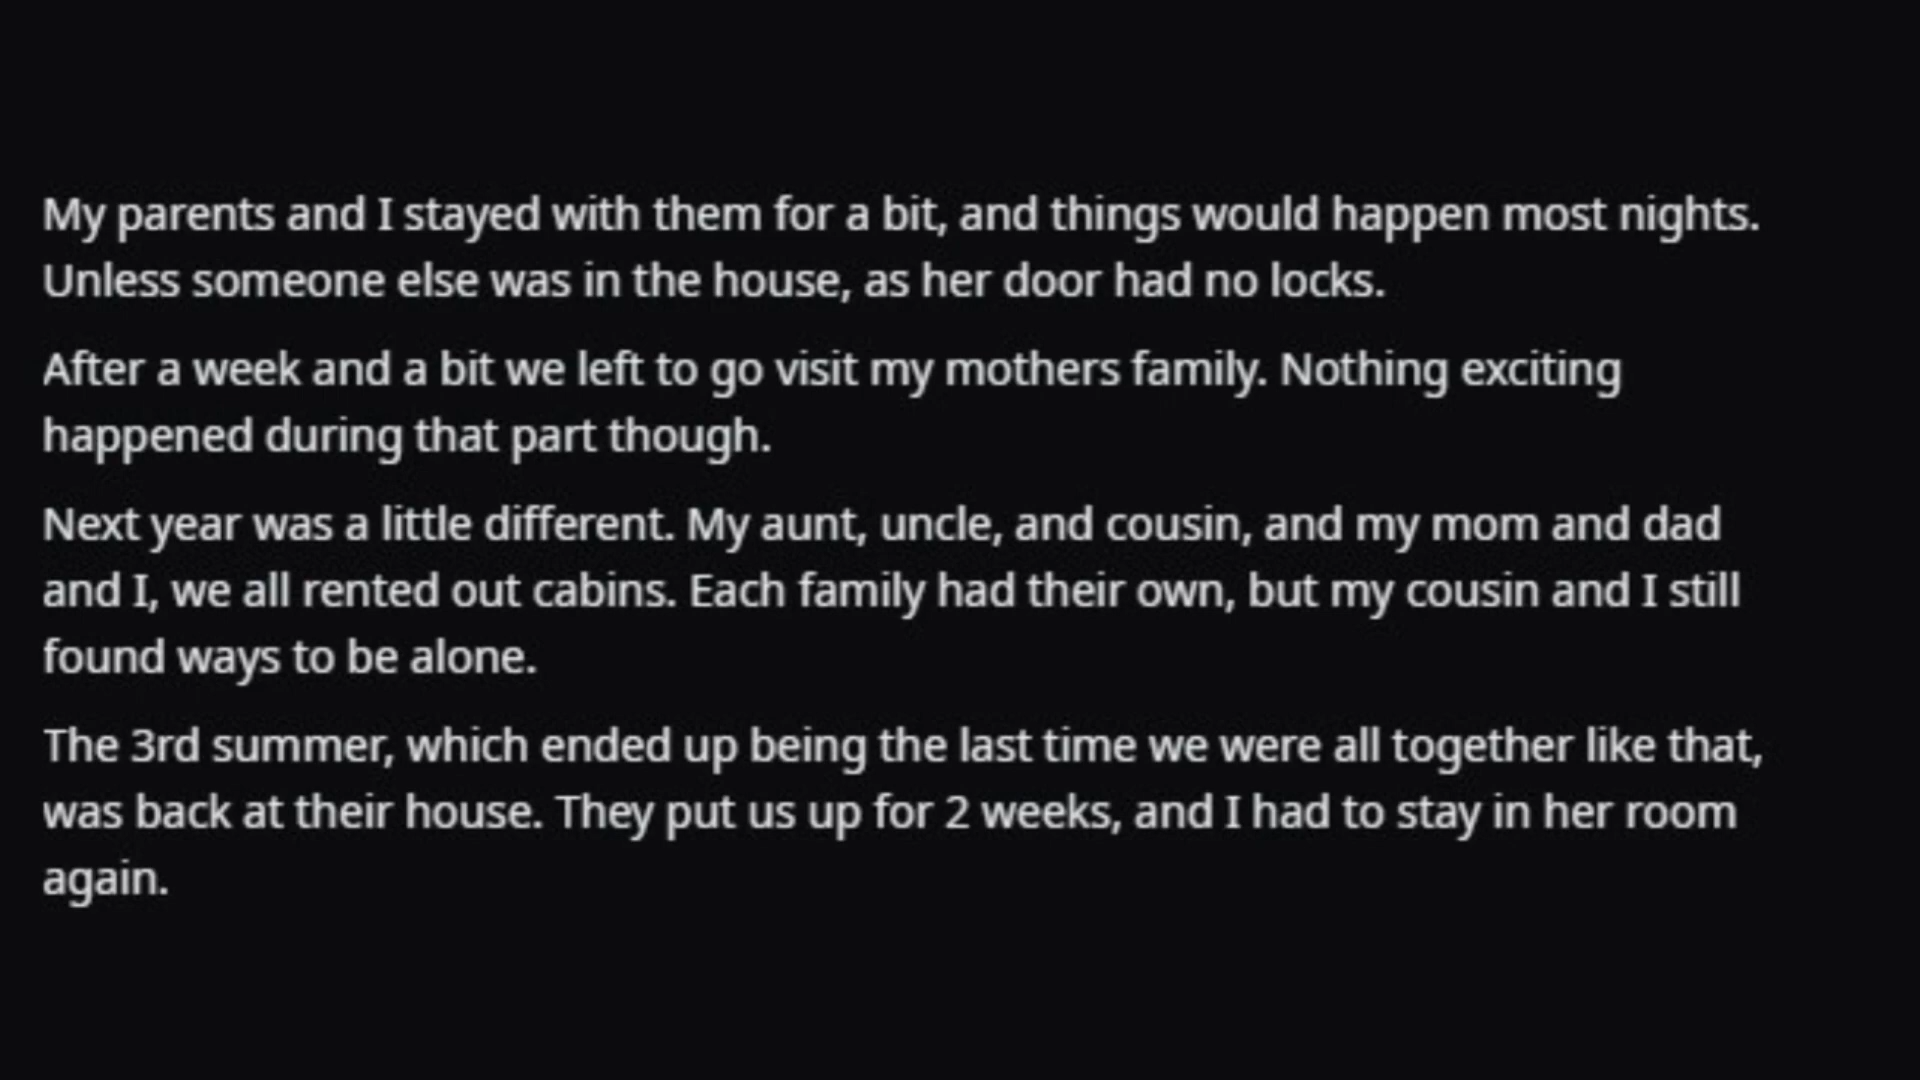 My parents and I stayed with them for a bit, and things would happen most nights.
Unless someone else was in the house, as her door had no locks.
After a week and a bit we left to go visit my mothers family. Nothing exciting
happened during that part though.
Next year was a little different. My aunt, uncle, and cousin, and my mom and dad
and I, we all rented out cabins. Each family had their own, but my cousin and I still
found ways to be alone.
The 3rd summer, which ended up being the last time we were all together like that,
was back at their house. They put us up for 2 weeks, and I had to stay in her room
again.